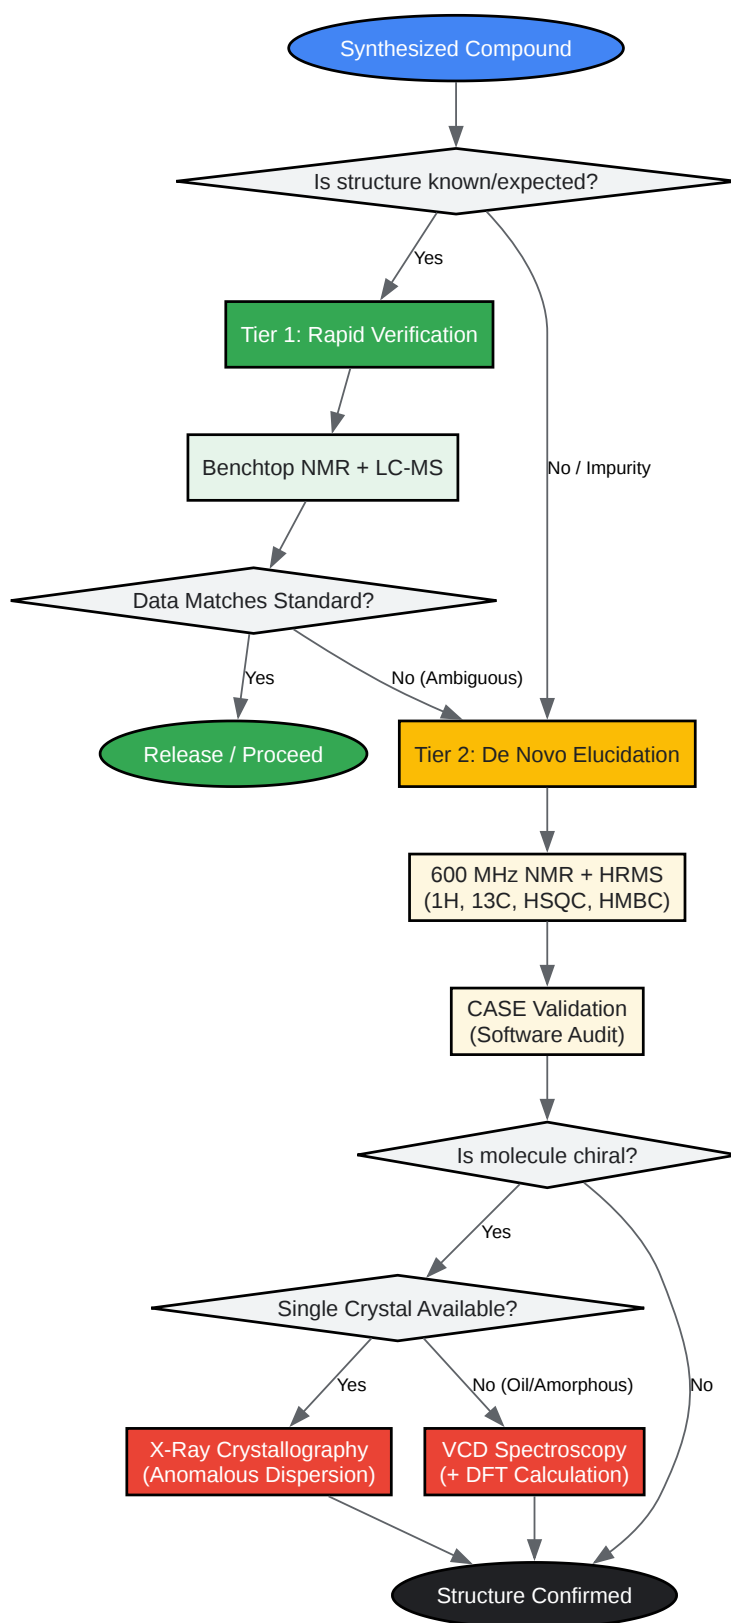 Synthesized Compound
Is structure known/expected?
Yes
Tier 1: Rapid Verification
Benchtop NMR + LC-MS
No / Impurity
Data Matches Standard?
Yes
No (Ambiguous)
Release / Proceed
Tier 2: De Novo Elucidation
600 MHz NMR + HRMS
(1H, 13C, HSQC, HMBC)
CASE Validation
(Software Audit)
Is molecule chiral?
Yes
Single Crystal Available?
Yes
No (Oil/Amorphous)
No
X-Ray Crystallography
(Anomalous Dispersion)
VCD Spectroscopy
(+ DFT Calculation)
Structure Confirmed